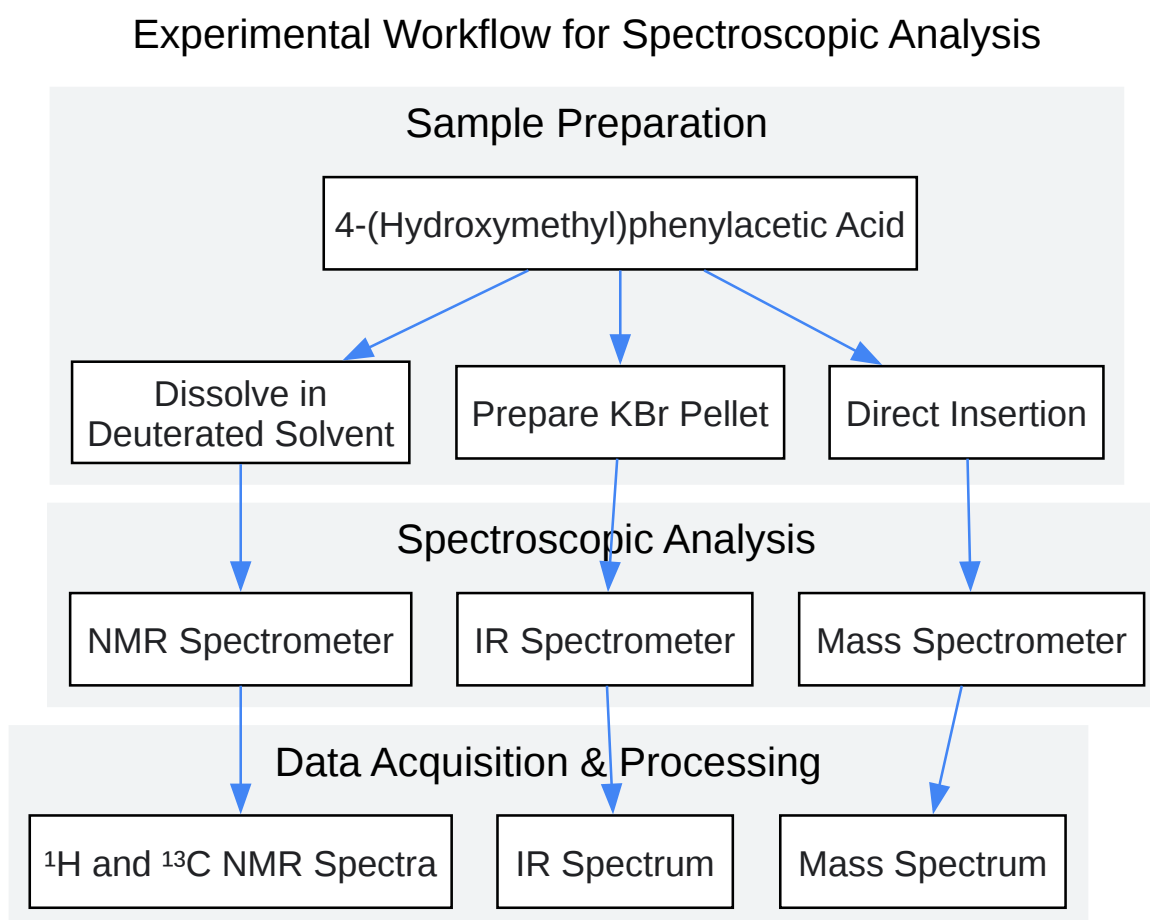 Experimental Workflow for Spectroscopic Analysis
Sample Preparation
4-(Hydroxymethyl)phenylacetic Acid
Dissolve in
Deuterated Solvent
Prepare KBr Pellet
Direct Insertion
Spectroscopic Analysis
NMR Spectrometer
IR Spectrometer
Mass Spectrometer
Data Acquisition & Processing
¹H and ¹³C NMR Spectra
IR Spectrum
Mass Spectrum